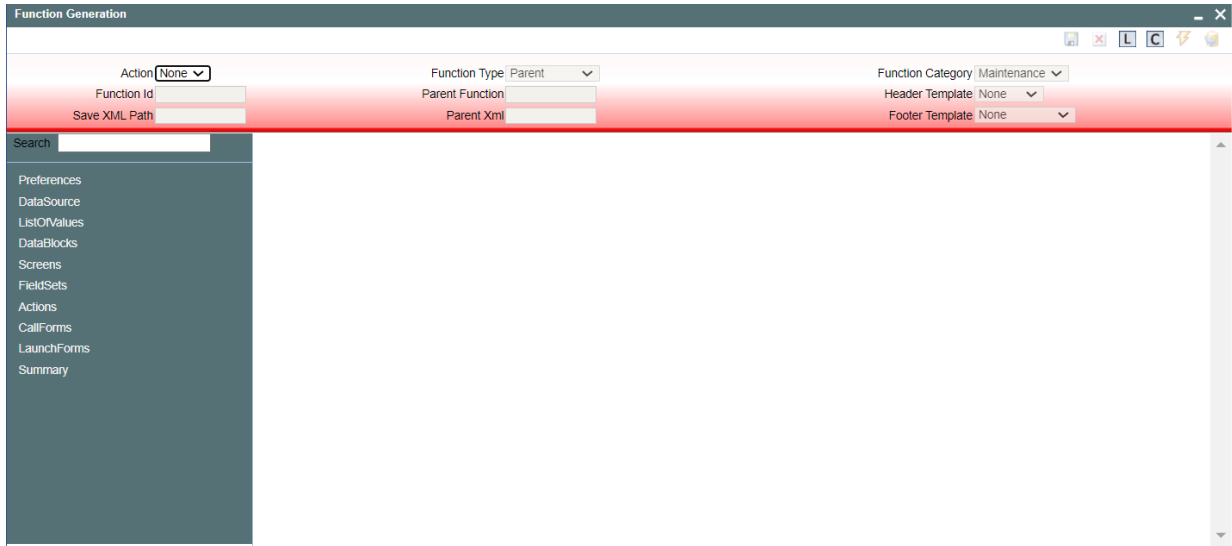 Function Generation
L C
Action None Function Type Parent Function Category Maintenance
Function Id Parent Function Header Template None
Save XML Path Parent Xml Footer Template None
Search
Preferences
DataSource
ListOfValues
DataBlocks
Screens
FieldSets
Actions
CallForms
LaunchForms
Summary